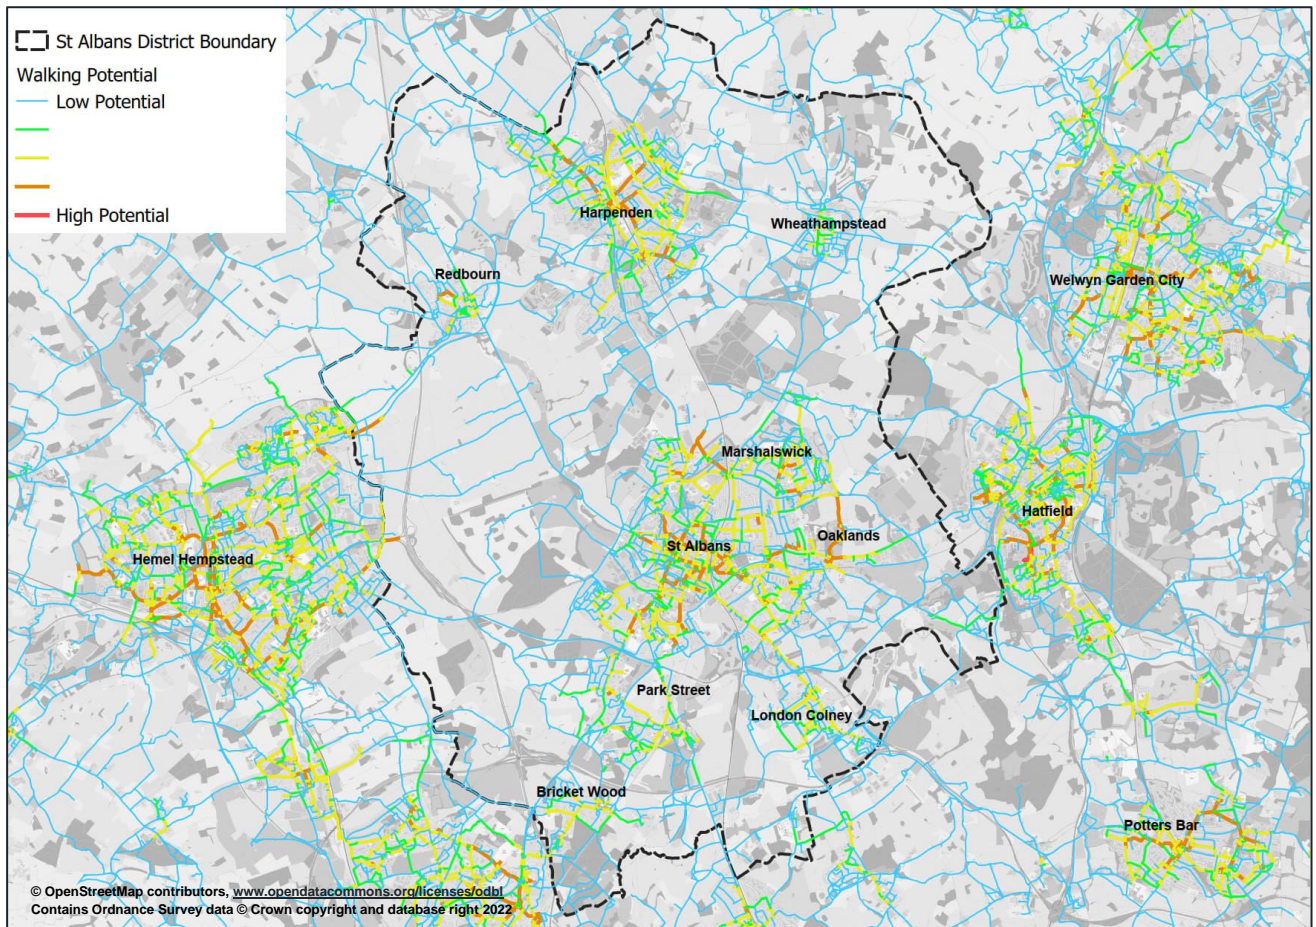 St Albans District Boundary
Walking Potential
Low Potential
High Potential
Harpenden
Wheathampstead
Redbourn
Welwyn Garden City
Marshalswick
Hatfield
Oaklands
St Albans
Hemel Hempstead
Park Street
London Colney
Bricket Wood
Potters Bar
© OpenStreetMap contributors, www.opendatacommons.org/licenses/odbl
Contains Ordnance Survey data © Crown copyright and database right 2022